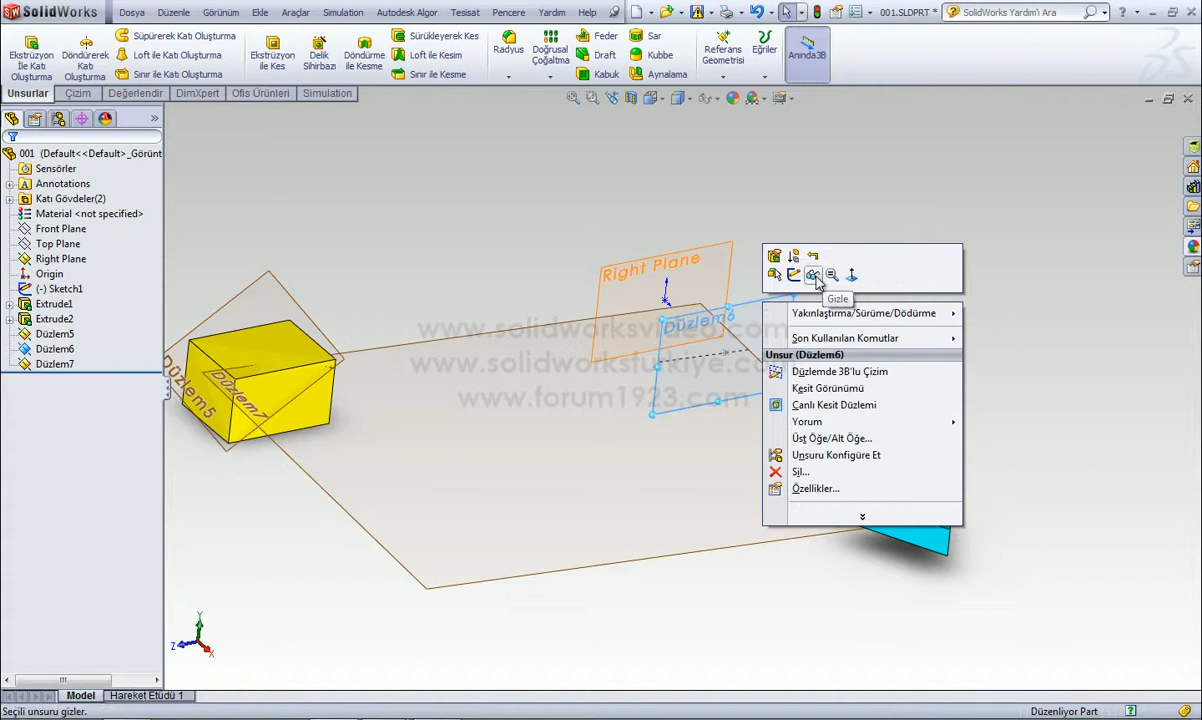 SolidWorks Dosya Düzenle Görünüm Ekle Araçlar Simulation Autodesk Algor Tesisat Pencere Yardım Help 001.SLDPRT * SolidWorks Yardım'ı Ara
Ekstrüzyon İle Katı Oluşturma
Döndürerek Katı Oluşturma
Süpürerek Katı Oluşturma
Loft ile Katı Oluşturma
Sınır ile Katı Oluşturma
Ekstrüzyon ile Kes
Delik Sihirbazı
Döndürme ile Kesme
Sürükleyerek Kes
Loft ile Kesim
Sınır ile Kesme
Radyus
Doğrusal Çoğaltma
Feder
Draft
Kabuk
Sar
Kubbe
Aynalama
Referans Geometrisi
Eğriler
Anında3B
Unsurlar Çizim Değerlendir DimXpert Ofis Ürünleri Simulation
001 (Default<<Default>_Görünt
Sensörler
Annotations
Katı Gövdeler(2)
Material <not specified>
Front Plane
Top Plane
Right Plane
Origin
(-) Sketch1
Extrude1
Extrude2
Düzlem5
Düzlem6
Düzlem7
Right Plane
Düzlem6
Düzlem5
Düzlem7
www.solidworksvideo.com
www.solidworksturkiye.com
www.forum1923.com
Gizle
Yakınlaştırma/Sürüme/Dödürme
Son Kullanılan Komutlar
Unsur (Düzlem6)
Düzlemde 3B'lu Çizim
Kesit Görünümü
Canlı Kesit Düzlemi
Yorum
Üst Öğe/Alt Öğe...
Unsuru Konfigüre Et
Sil...
Özellikler...
Y
Z
X
Model Hareket Etüdü 1
Seçili unsuru gizler. Düzenliyor Part